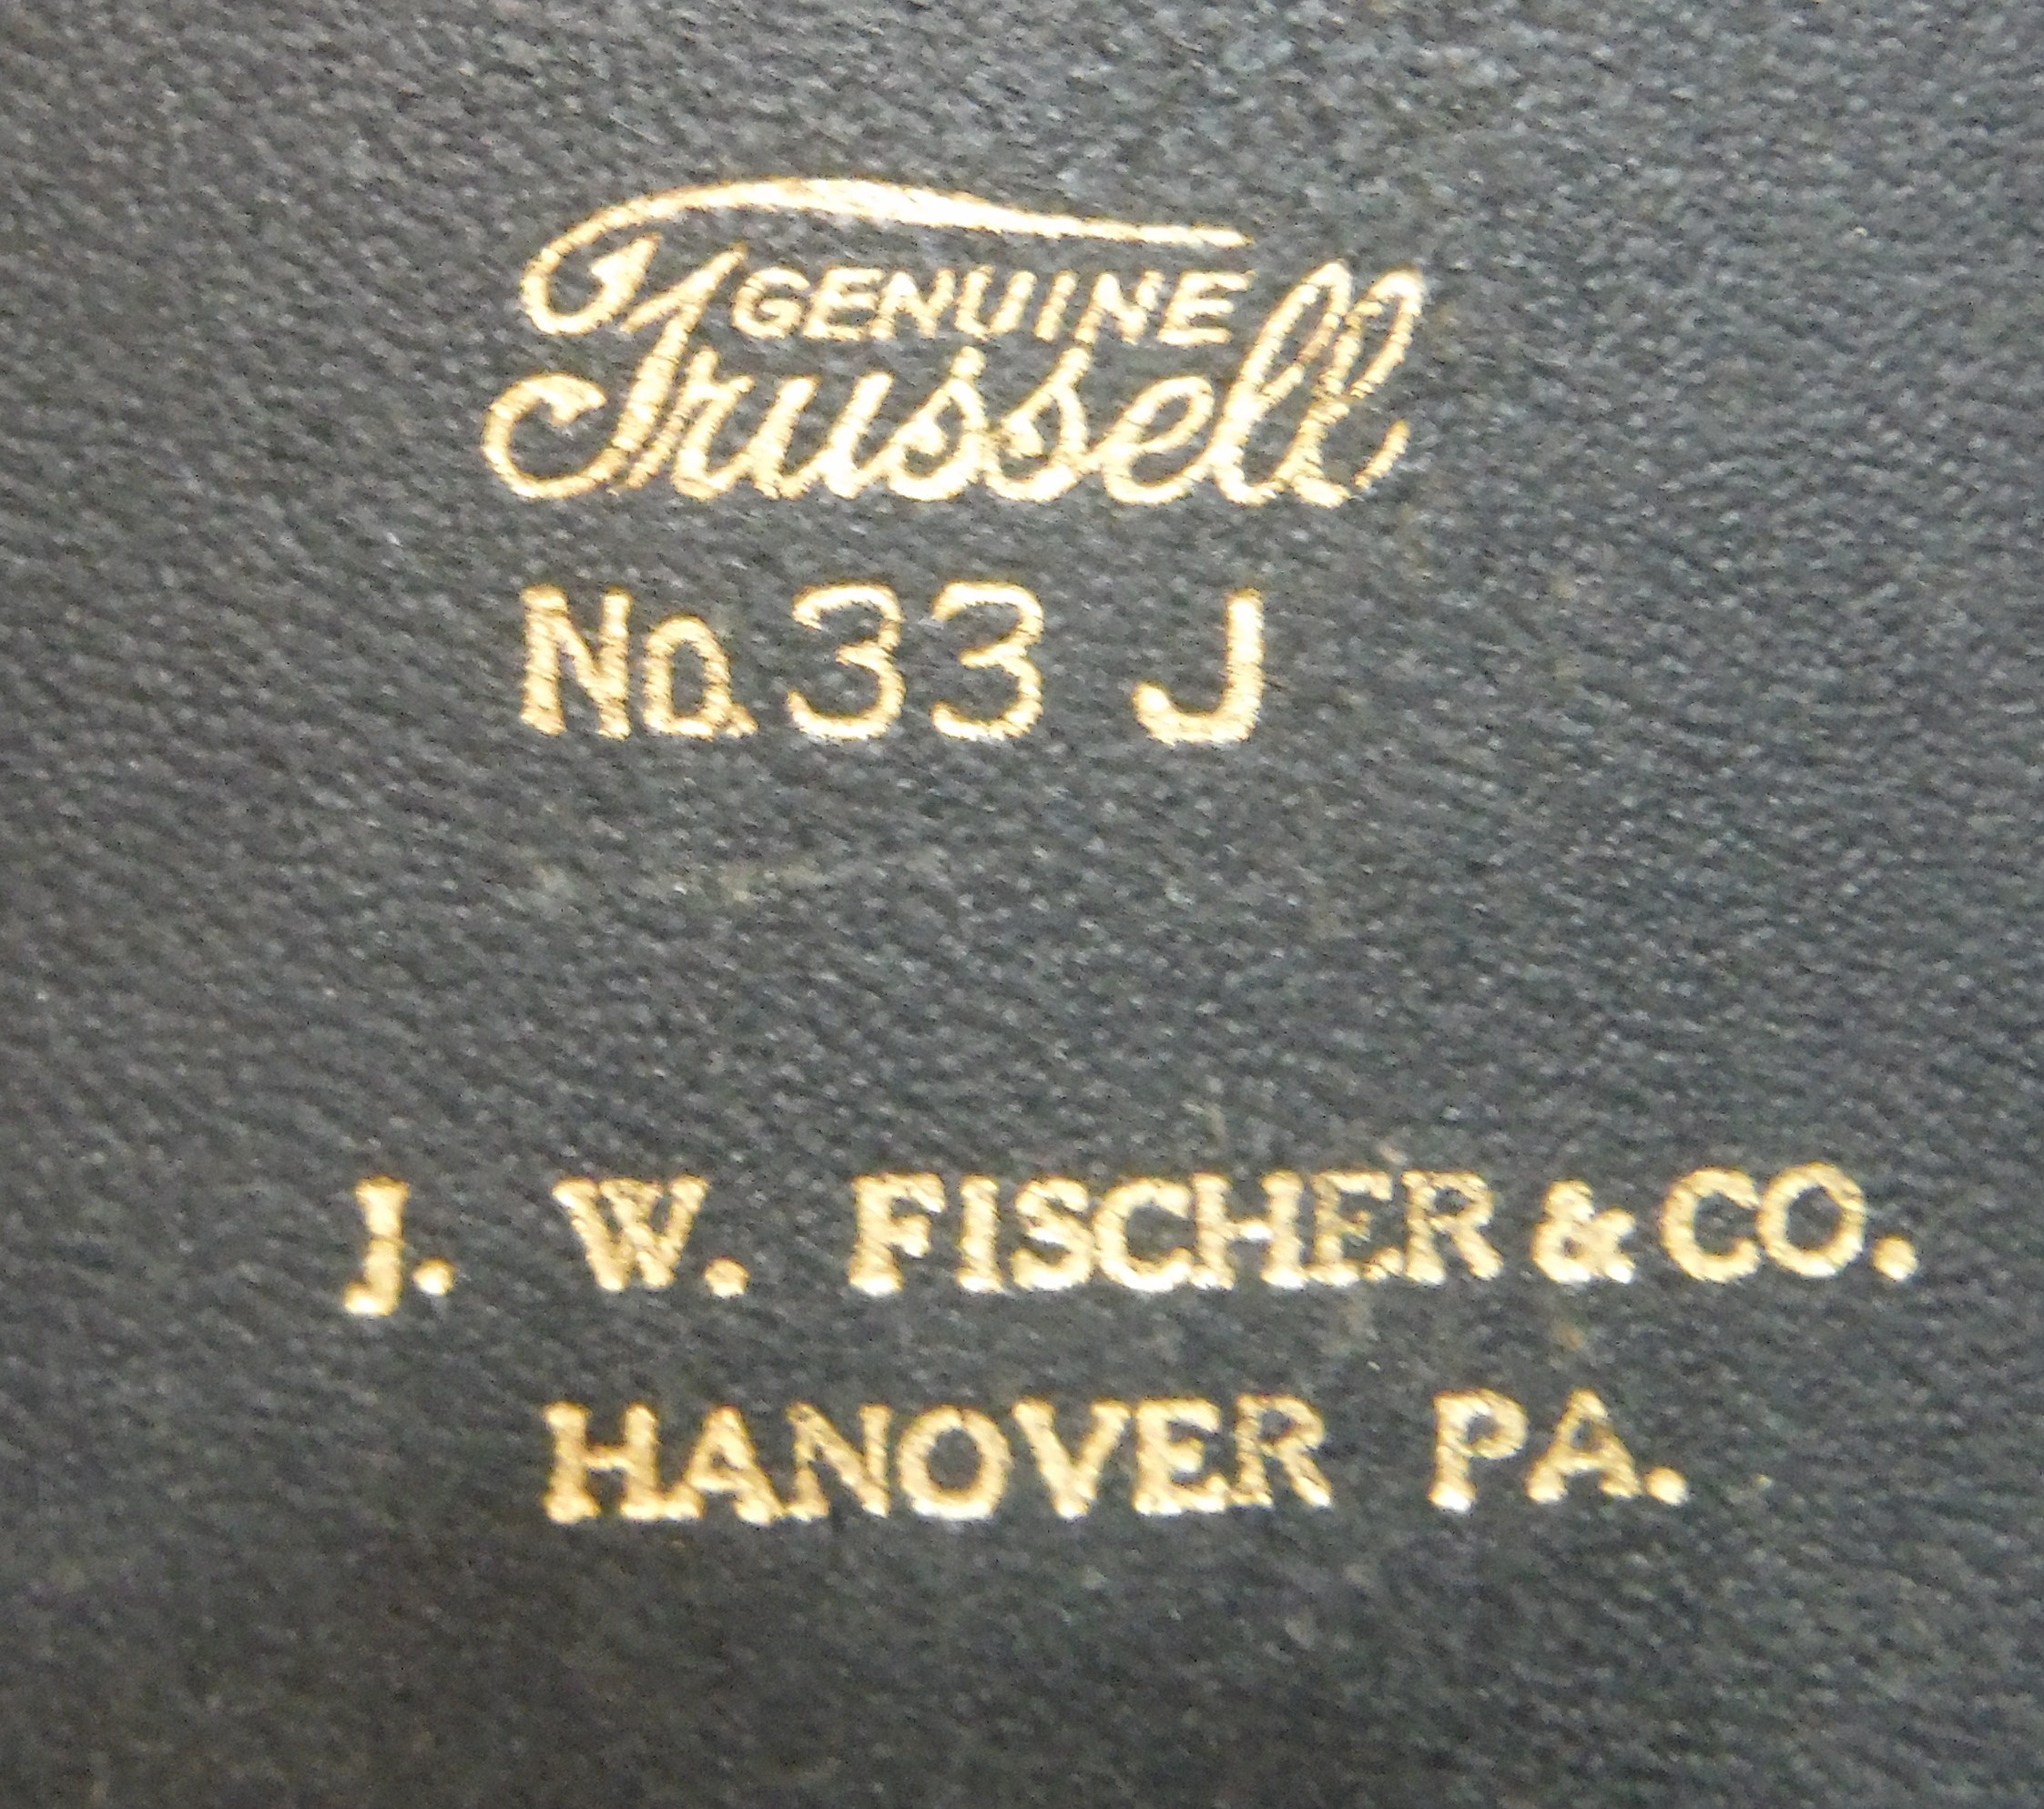 GENUINE
Trussell
No. 33 J
J. W. FISCHER & CO.
HANOVER PA.